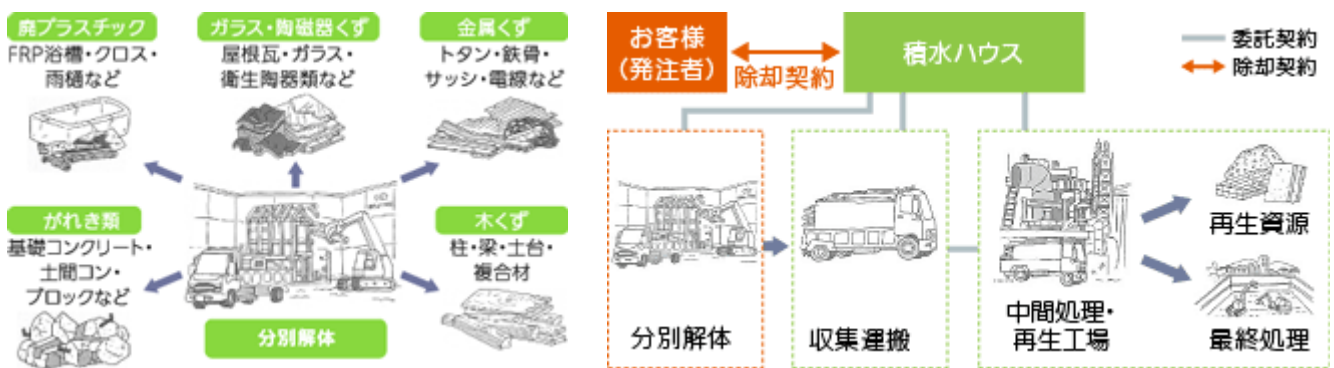 廃プラスチック
FRP浴槽・クロス・
雨樋など
ガラス・陶磁器くず
屋根瓦・ガラス・
衛生陶器類など
金属くず
トタン・鉄骨・
サッシ・電線など
がれき類
基礎コンクリート・
土間コン・
ブロックなど
木くず
柱・梁・土台・
複合材
分別解体
お客様
（発注者）
除却契約
積水ハウス
委託契約
除却契約
分別解体
収集運搬
中間処理・
再生工場
再生資源
最終処理